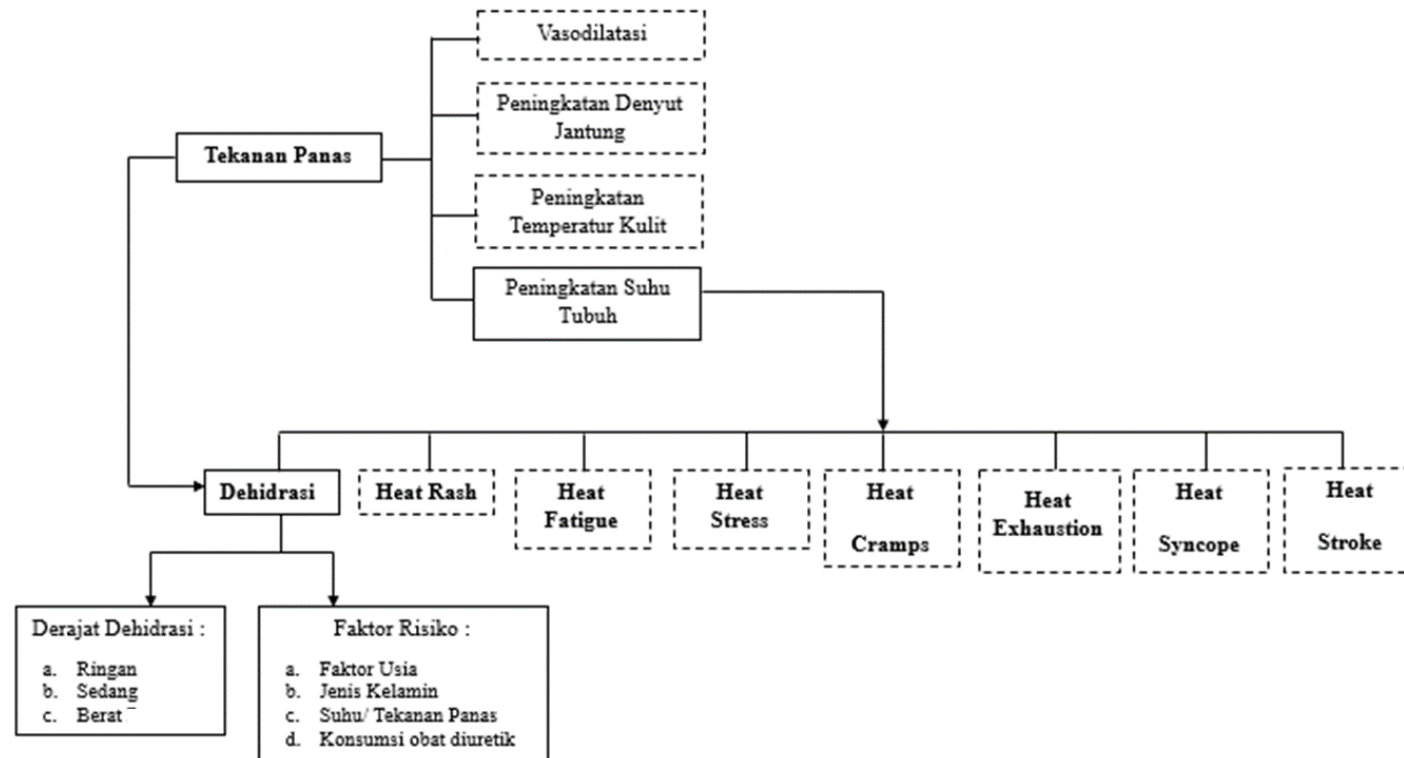 Vasodilatasi
Peningkatan Denyut
Jantung
Tekanan Panas
Peningkatan
Temperatur Kulit
Peningkatan Suhu
Tubuh
Dehidrasi
Heat Rash
Heat
Fatigue
Heat
Stress
Heat
Cramps
Heat
Exhaustion
Heat
Syncope
Heat
Stroke
Derajat Dehidrasi :
a. Ringan
b. Sedang
c. Berat
Faktor Risiko :
a. Faktor Usia
b. Jenis Kelamin
c. Suhu/ Tekanan Panas
d. Konsumsi obat diuretik